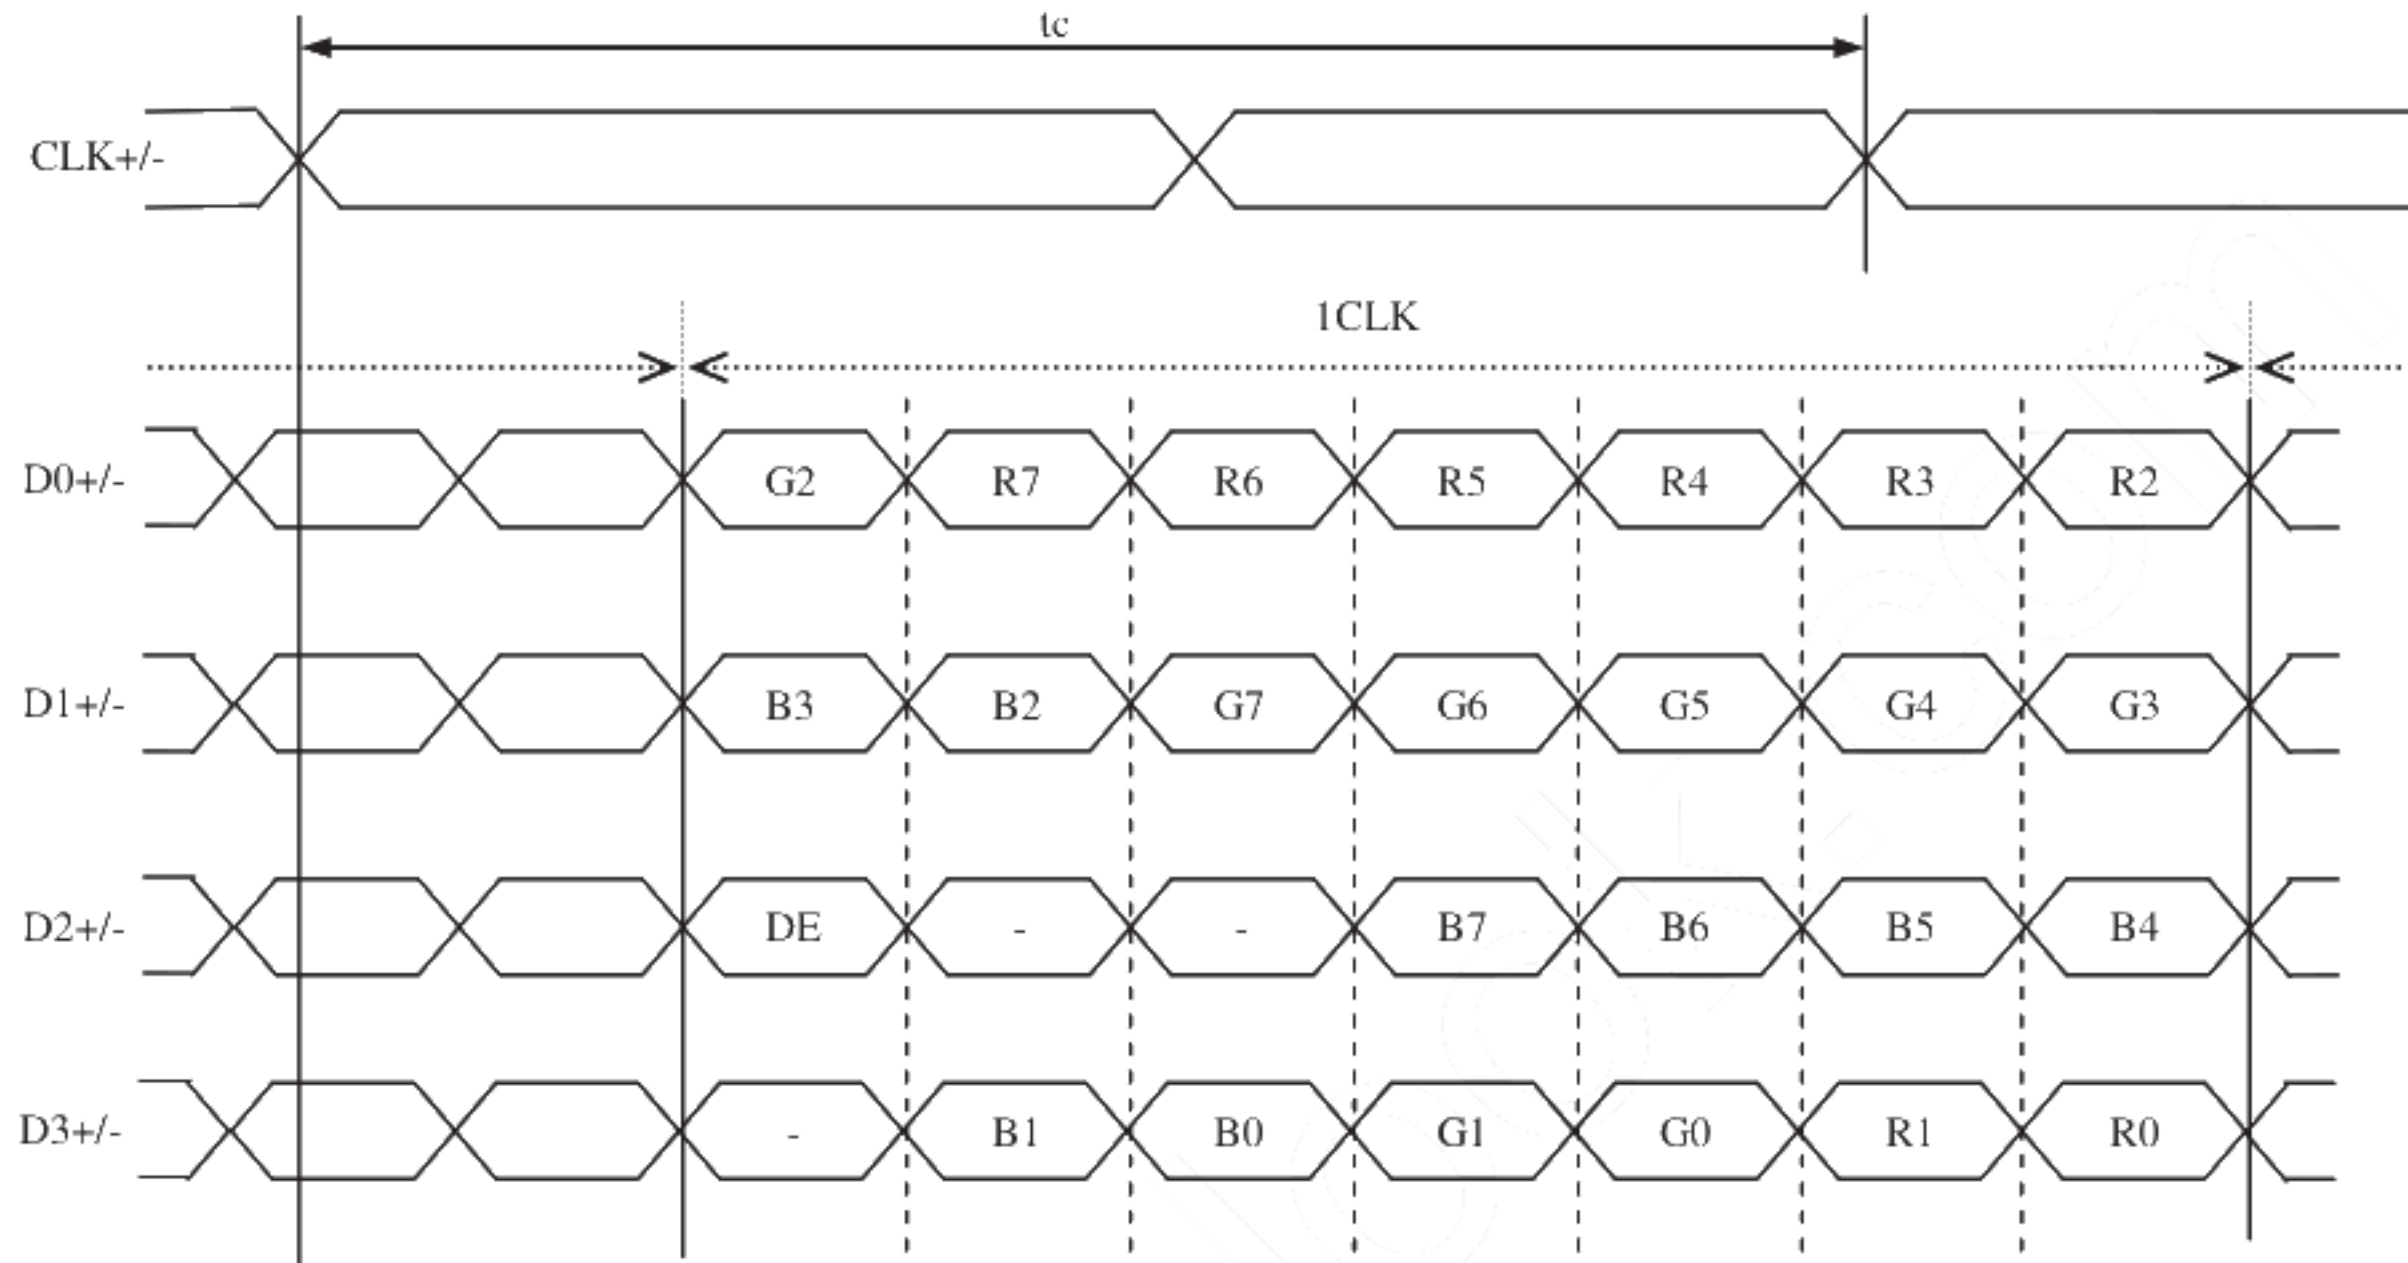 tc
CLK+/-
1CLK
D0+/- G2 R7 R6 R5 R4 R3 R2
D1+/- B3 B2 G7 G6 G5 G4 G3
D2+/- DE - - B7 B6 B5 B4
D3+/- - B1 B0 G1 G0 R1 R0